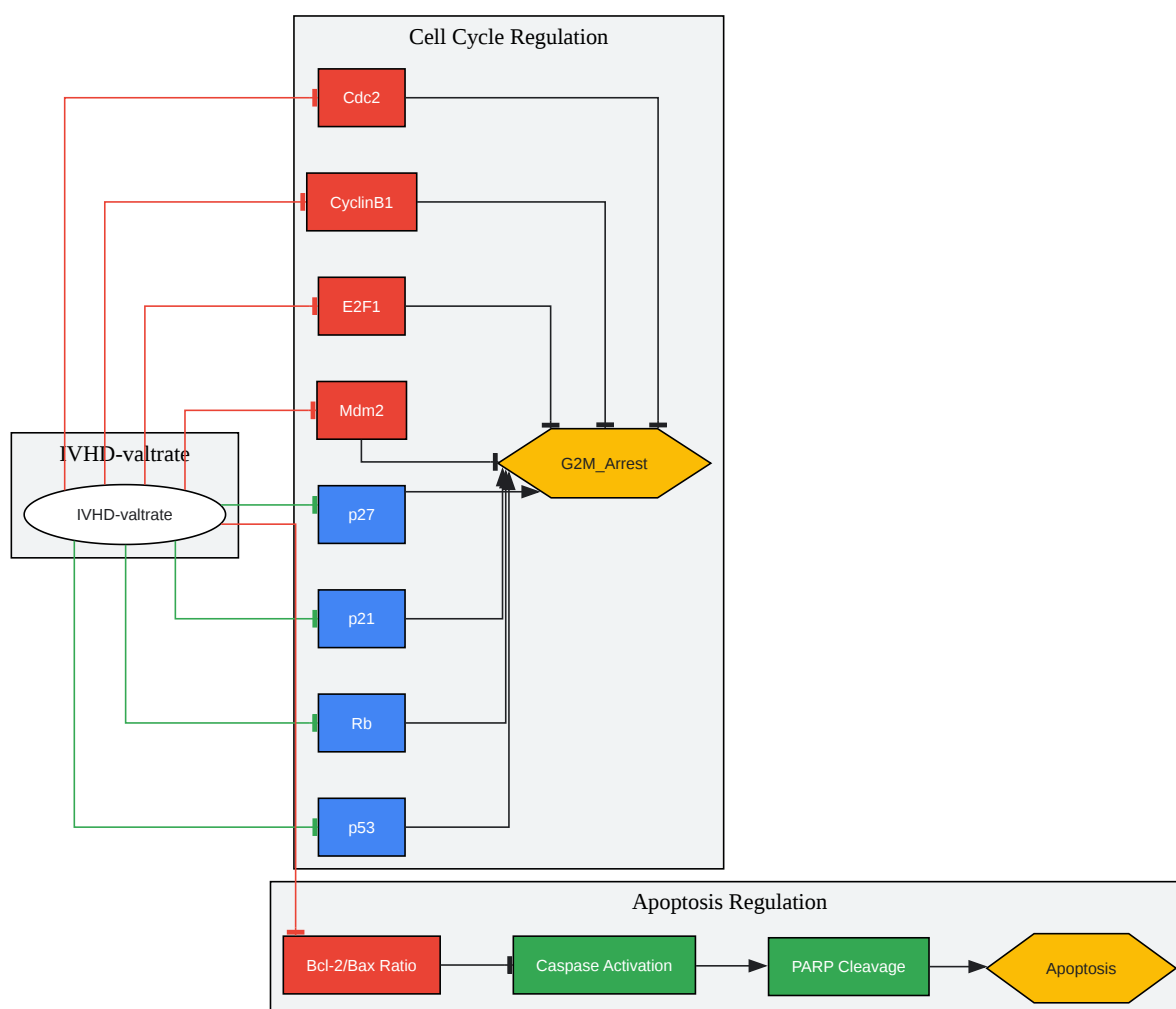 Cell Cycle Regulation
Cdc2
CyclinB1
E2F1
Mdm2
IVHD-valtrate
G2M_Arrest
IVHD-valtrate
p27
p21
Rb
p53
Apoptosis Regulation
Bcl-2/Bax Ratio
Caspase Activation
PARP Cleavage
Apoptosis